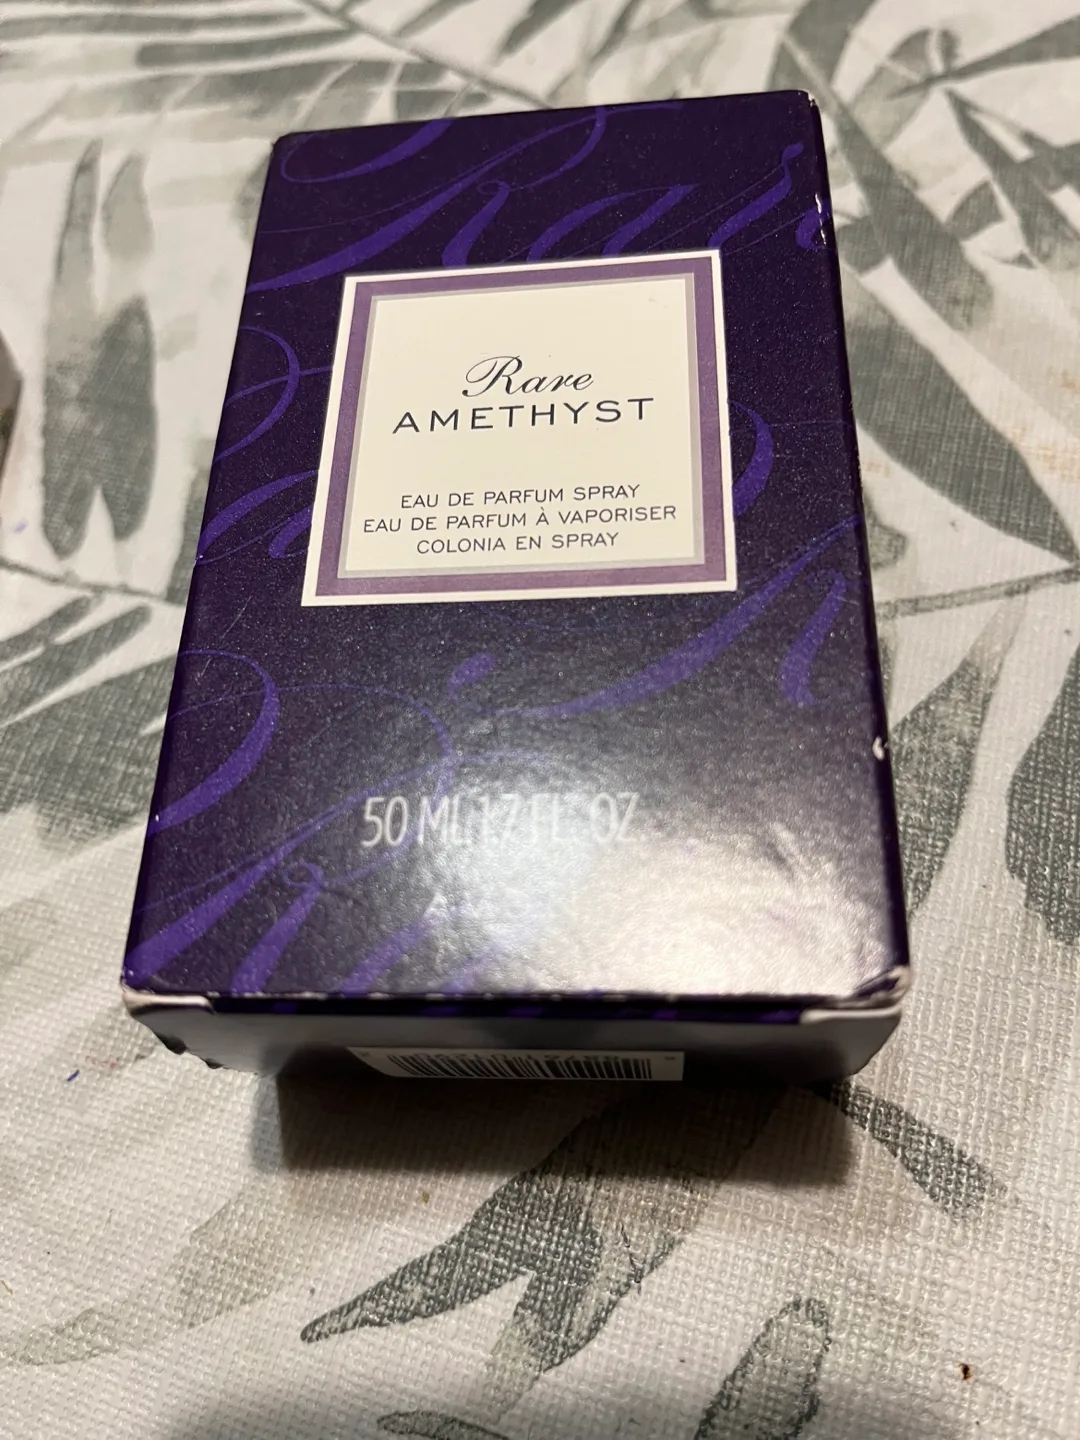 Rare
Rare
AMETHYST
EAU DE PARFUM SPRAY
EAU DE PARFUM À VAPORISER
COLONIA EN SPRAY
50 ML 1.7 FL. OZ